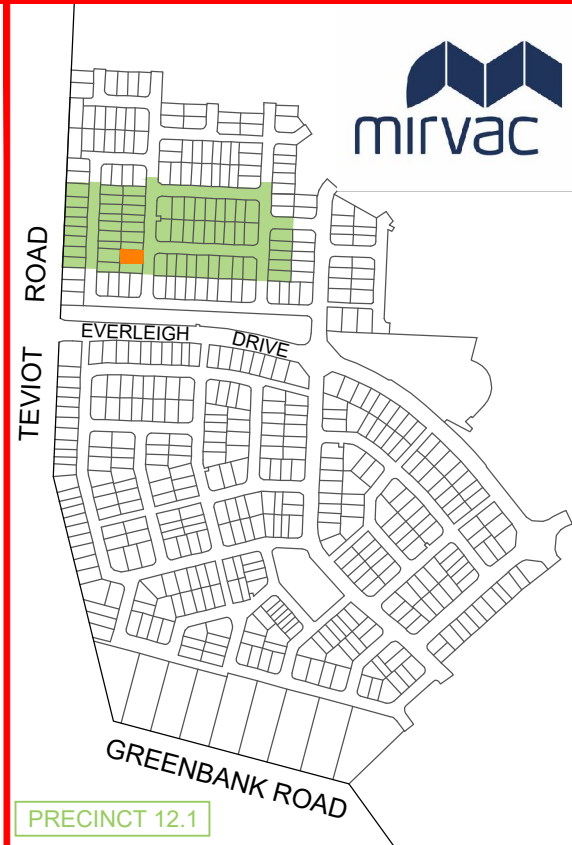 mirvac
TEVIOT ROAD
EVERLEIGH DRIVE
GREENBANK ROAD
PRECINCT 12.1